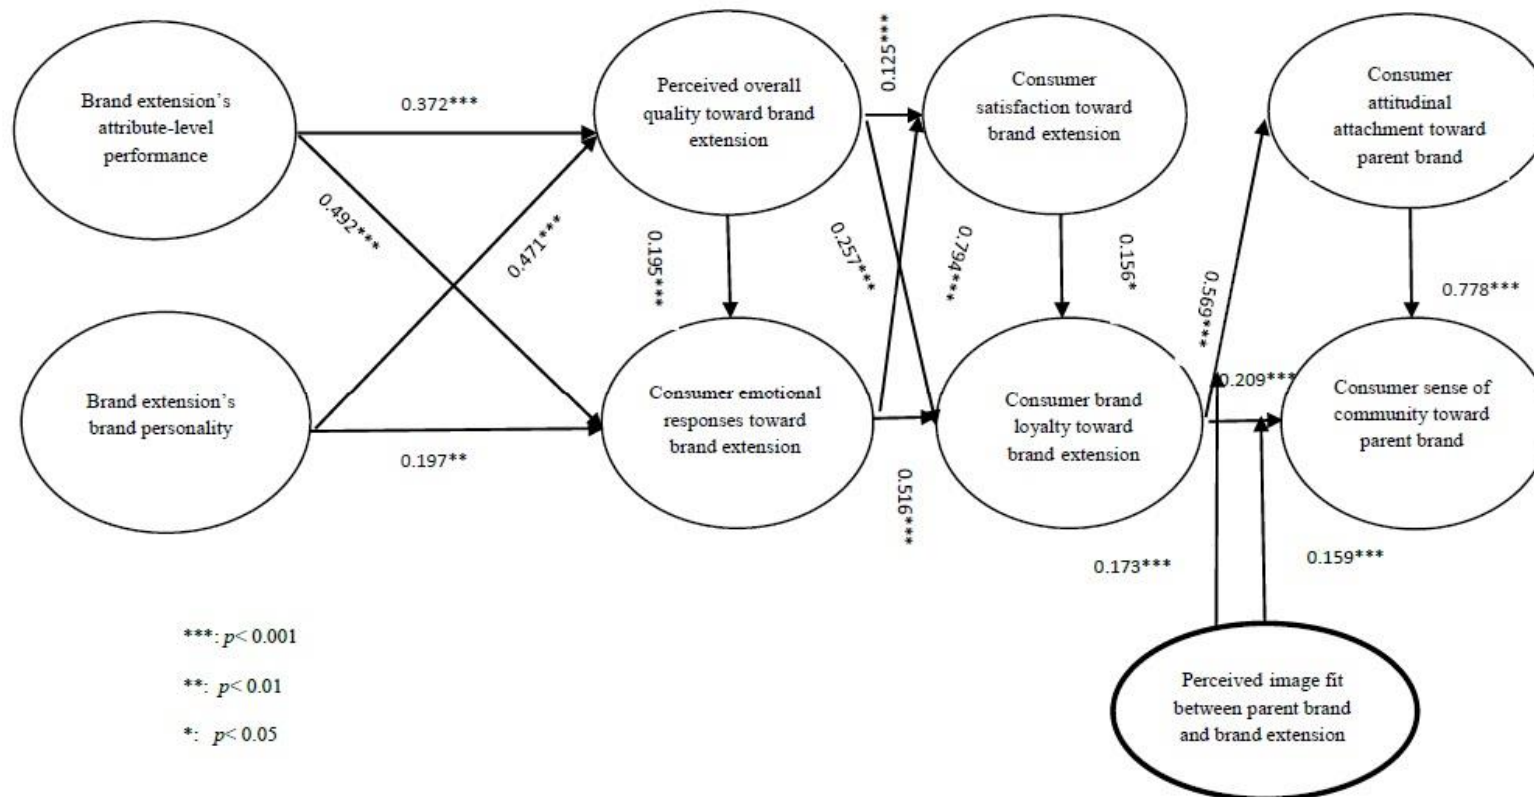 Brand extension's
attribute-level
performance
0.372***
Perceived overall
quality toward brand
extension
0.125***
Consumer
satisfaction toward
brand extension
Consumer
attitudinal
attachment toward
parent brand
0.492***
0.471***
0.195***
0.257***
0.794***
0.156*
0.569***
0.778***
Brand extension's
brand personality
0.197**
Consumer emotional
responses toward
brand extension
0.516***
Consumer brand
loyalty toward
brand extension
0.209***
Consumer sense of
community toward
parent brand
0.173***
0.159***
Perceived image fit
between parent brand
and brand extension
***: p< 0.001
**: p< 0.01
*: p< 0.05